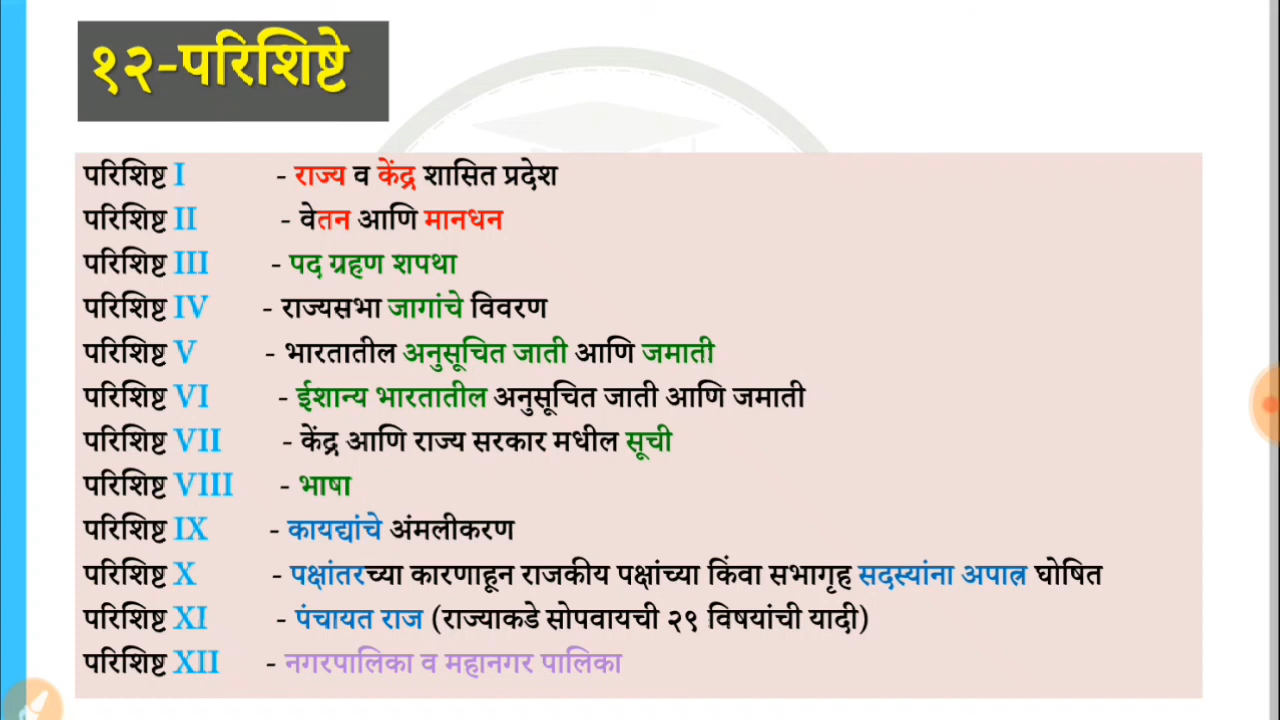 १२-परिशिष्टे
परिशिष्ट I - राज्य व केंद्र शासित प्रदेश
परिशिष्ट II - वेतन आणि मानधन
परिशिष्ट III - पद ग्रहण शपथा
परिशिष्ट IV - राज्यसभा जागांचे विवरण
परिशिष्ट V - भारतातील अनुसूचित जाती आणि जमाती
परिशिष्ट VI - ईशान्य भारतातील अनुसूचित जाती आणि जमाती
परिशिष्ट VII - केंद्र आणि राज्य सरकार मधील सूची
परिशिष्ट VIII - भाषा
परिशिष्ट IX - कायद्यांचे अंमलीकरण
परिशिष्ट X - पक्षांतरच्या कारणाहून राजकीय पक्षांच्या किंवा सभागृह सदस्यांना अपात्र घोषित
परिशिष्ट XI - पंचायत राज (राज्याकडे सोपवायची २९ विषयांची यादी)
परिशिष्ट XII - नगरपालिका व महानगर पालिका